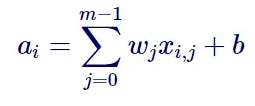 a_i = \sum_{j=0}^{m-1} w_j x_{i,j} + b